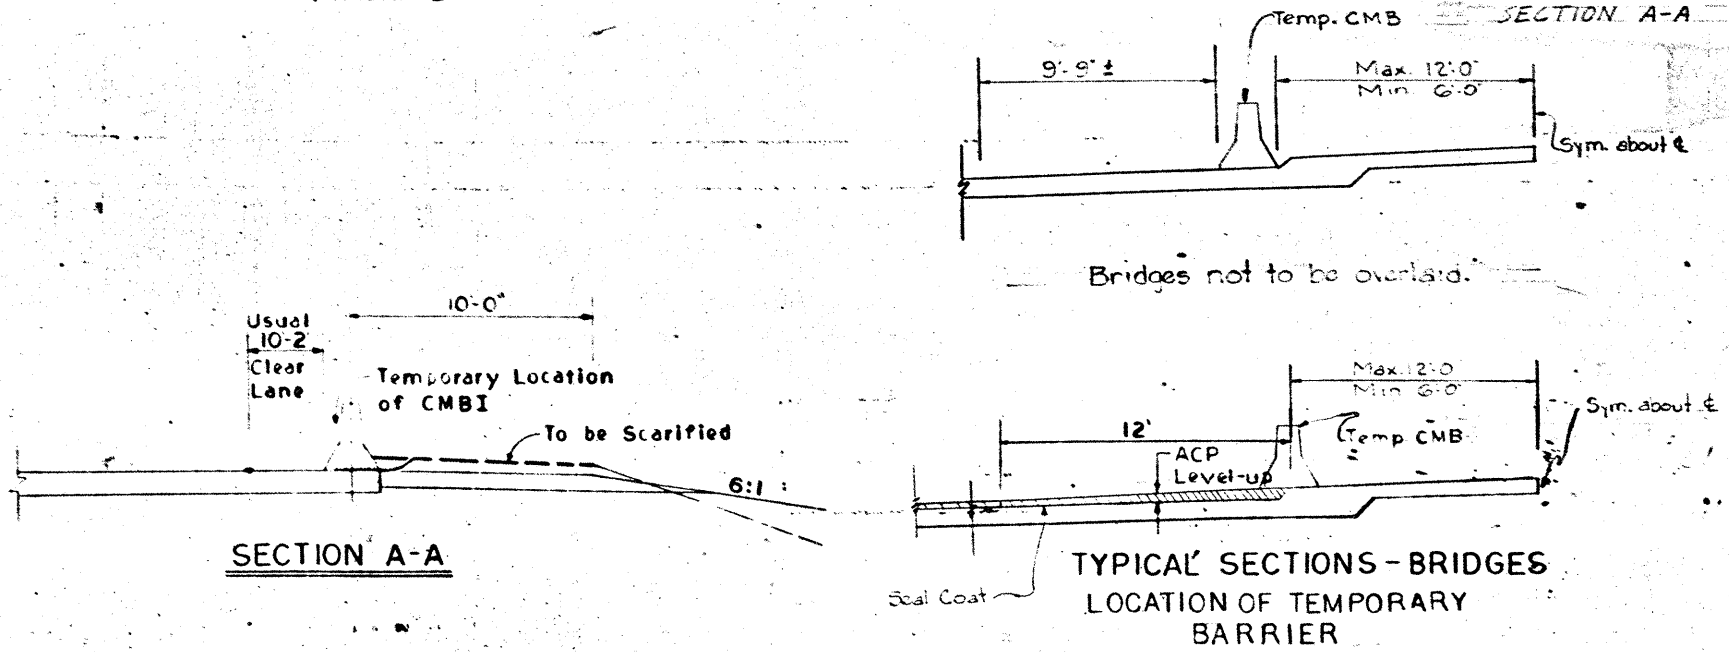 Temp. CMB
SECTION A-A
9'-9" ±
Max. 12'-0"
Min. 6'-0"
Sym. about ℄
Bridges not to be overlaid.
10'-0"
Usual
10-2
Clear
Lane
Temporary Location
of CMBI
To be Scarified
6:1
SECTION A-A
Max. 12'-0
Min 6'-0"
Sym. about ℄
12'
Temp CMB
ACP
Level-up
Seal Coat
TYPICAL SECTIONS - BRIDGES
LOCATION OF TEMPORARY
BARRIER